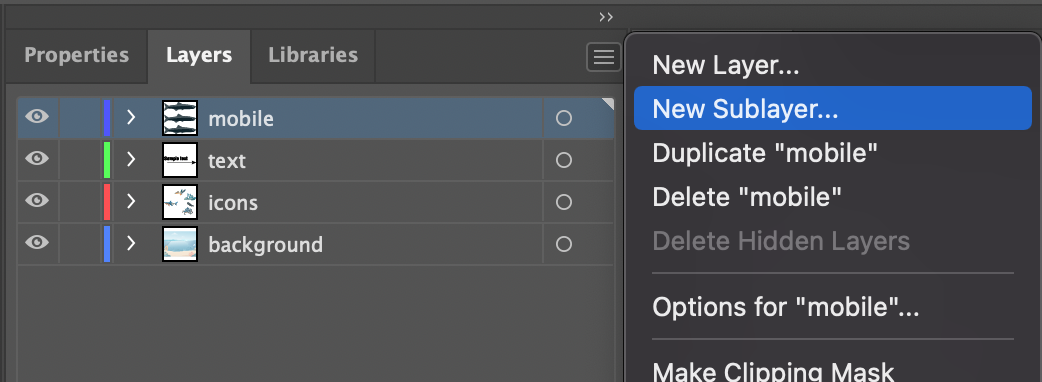 Properties
Layers
Libraries
mobile
text
icons
background
New Layer...
New Sublayer...
Duplicate "mobile"
Delete "mobile"
Delete Hidden Layers
Options for "mobile"...
Make Clipping Mask